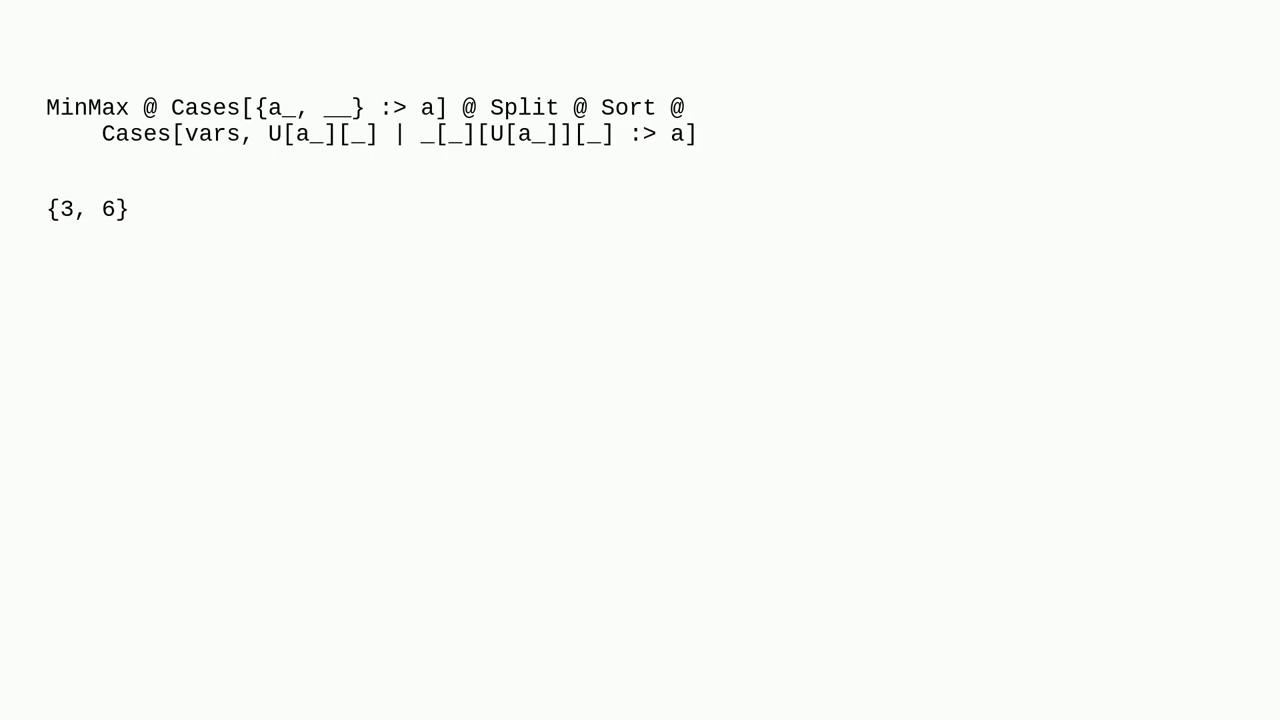 MinMax @ Cases[{a_, __} :> a] @ Split @ Sort @
    Cases[vars, U[a_][_] | _[_][U[a_]][_] :> a]
{3, 6}